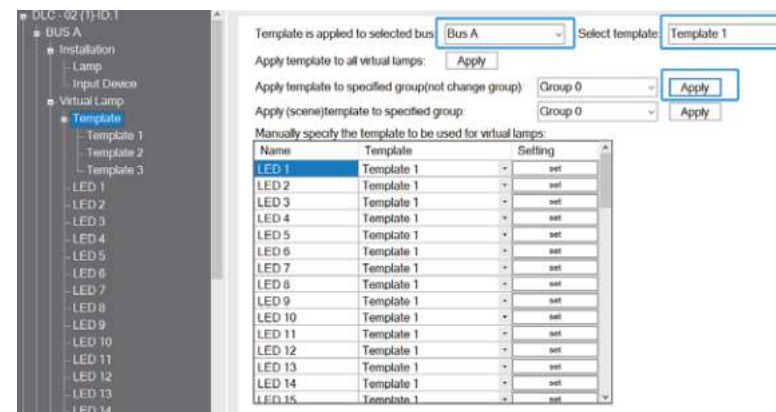 DLC - 02 (1)-ID:1
BUS A
Installation
Lamp
Input Device
Virtual Lamp
Template
Template 1
Template 2
Template 3
LED 1
LED 2
LED 3
LED 4
LED 5
LED 6
LED 7
LED 8
LED 9
LED 10
LED 11
LED 12
LED 13
LED 14
Template is applied to selected bus: Bus A Select template: Template 1
Apply template to all virtual lamps: Apply
Apply template to specified group(not change group): Group 0 Apply
Apply (scene)template to specified group: Group 0 Apply
Manually specify the template to be used for virtual lamps:
Name Template Setting
LED 1 Template 1 set
LED 2 Template 1 set
LED 3 Template 1 set
LED 4 Template 1 set
LED 5 Template 1 set
LED 6 Template 1 set
LED 7 Template 1 set
LED 8 Template 1 set
LED 9 Template 1 set
LED 10 Template 1 set
LED 11 Template 1 set
LED 12 Template 1 set
LED 13 Template 1 set
LED 14 Template 1 set
LED 15 Template 1 set